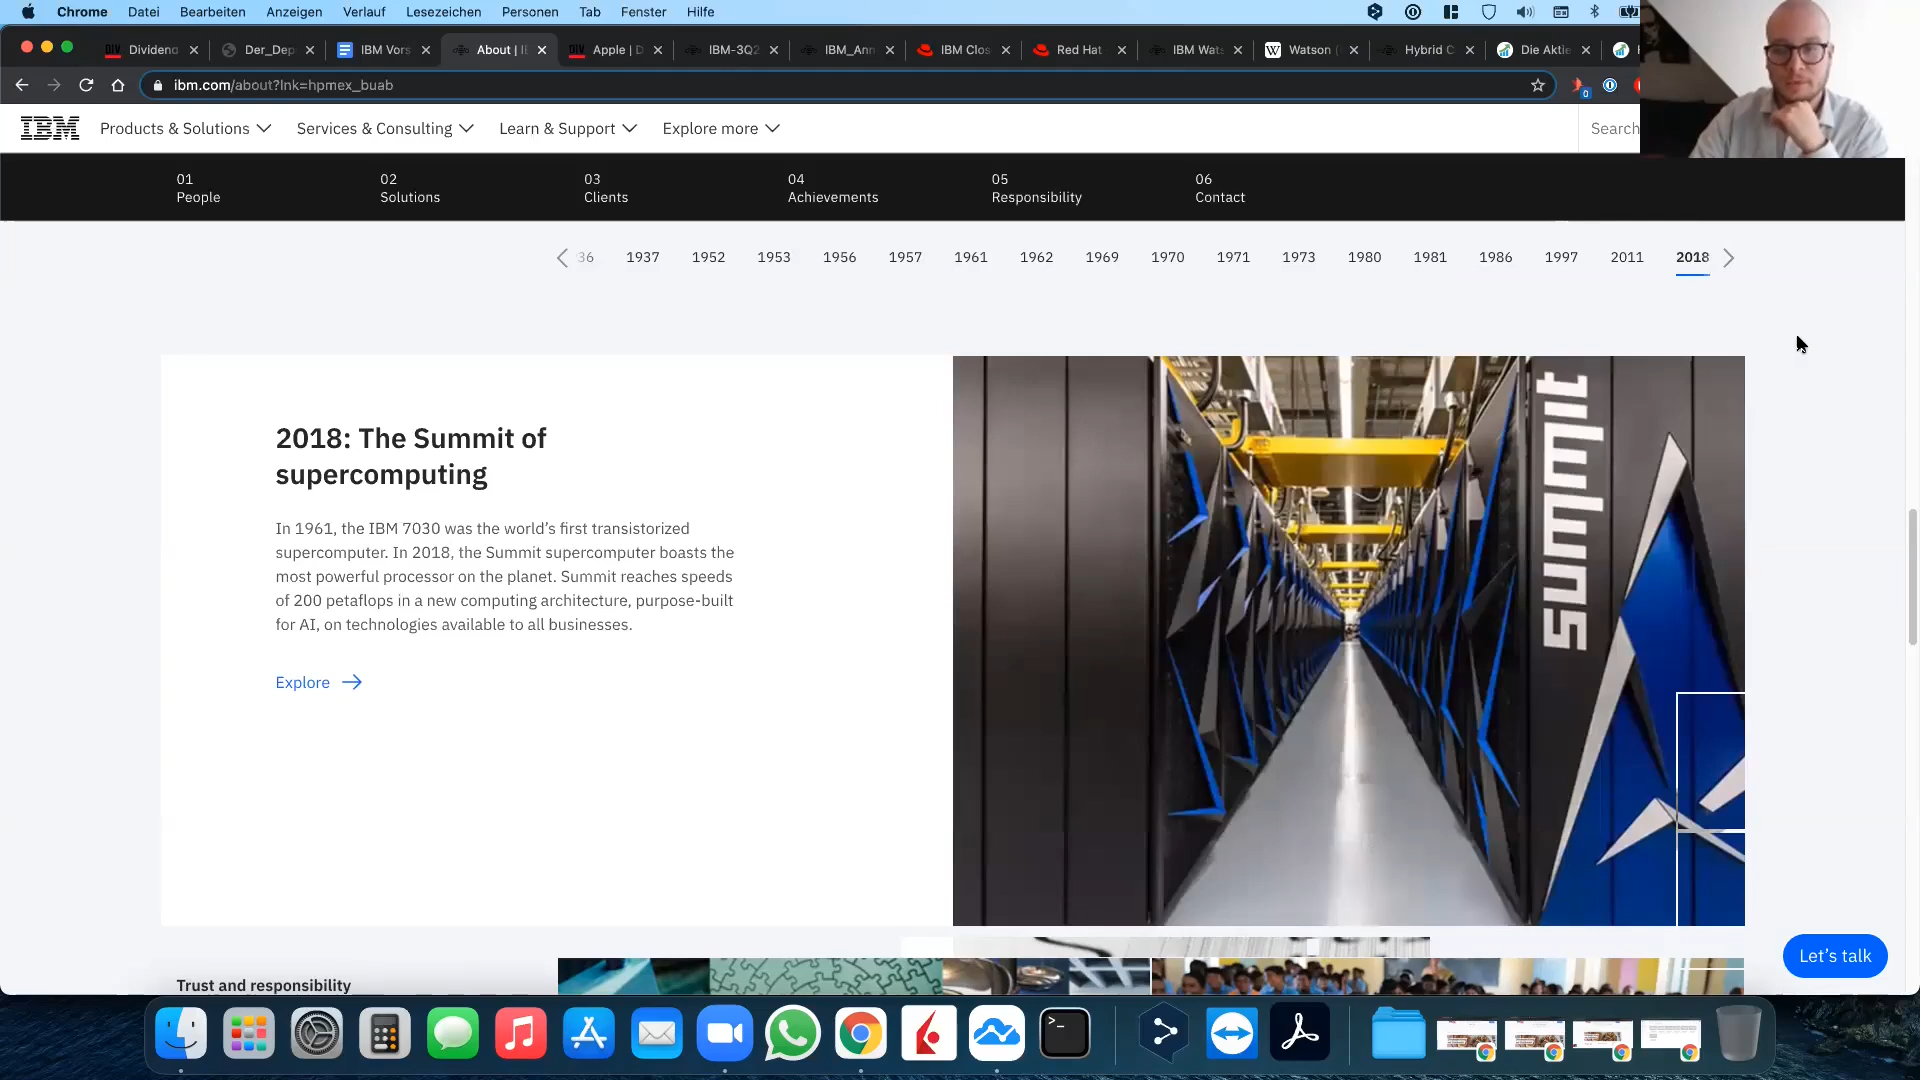 Chrome Datei Bearbeiten Anzeigen Verlauf Lesezeichen Personen Tab Fenster Hilfe
Dividend Der_Dep IBM Vors About | IB Apple | D IBM-3Q2 IBM_Ann IBM Clos Red Hat IBM Wats Watson ( Hybrid C Die Aktie
ibm.com/about?lnk=hpmex_buab
0
IBM Products & Solutions Services & Consulting Learn & Support Explore more Search
01 02 03 04 05 06
People Solutions Clients Achievements Responsibility Contact
36 1937 1952 1953 1956 1957 1961 1962 1969 1970 1971 1973 1980 1981 1986 1997 2011 2018
2018: The Summit of
supercomputing
In 1961, the IBM 7030 was the world's first transistorized
supercomputer. In 2018, the Summit supercomputer boasts the
most powerful processor on the planet. Summit reaches speeds
of 200 petaflops in a new computing architecture, purpose-built
for AI, on technologies available to all businesses.
Explore
summit
Let's talk
Trust and responsibility